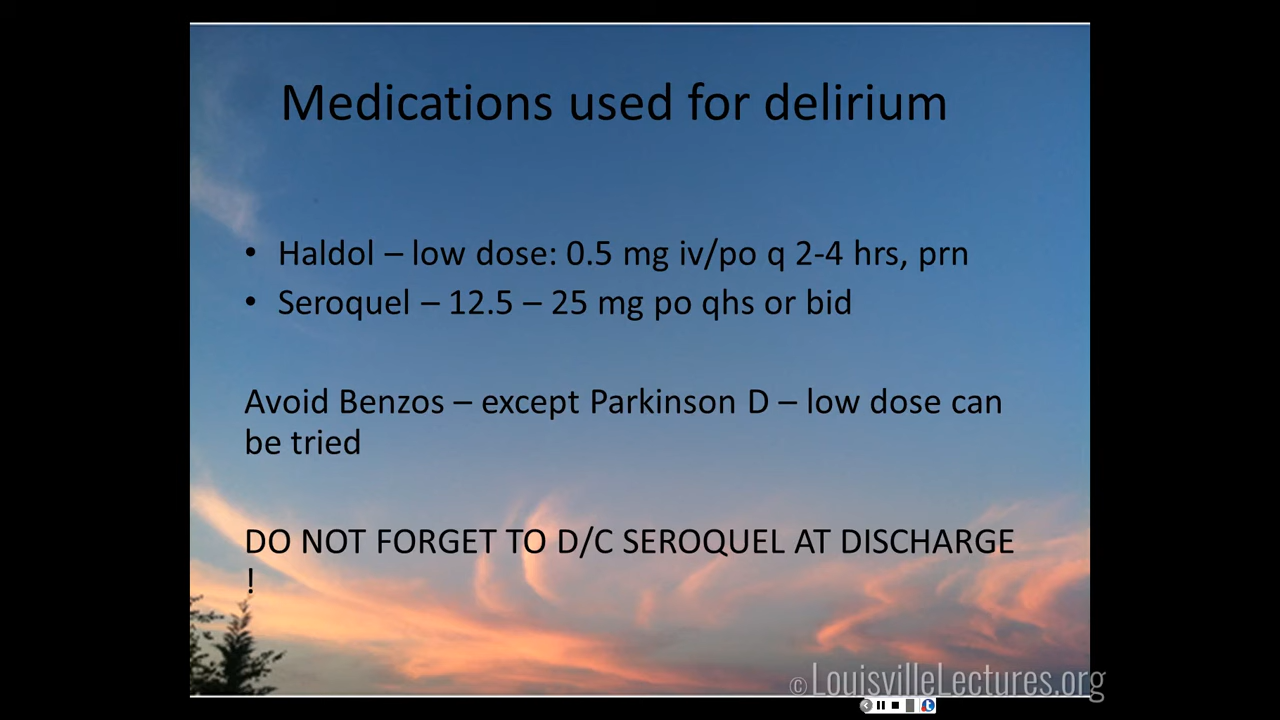 Medications used for delirium
• Haldol – low dose: 0.5 mg iv/po q 2-4 hrs, prn
• Seroquel – 12.5 – 25 mg po qhs or bid
Avoid Benzos – except Parkinson D – low dose can
be tried
DO NOT FORGET TO D/C SEROQUEL AT DISCHARGE
!
© LouisvilleLectures.org